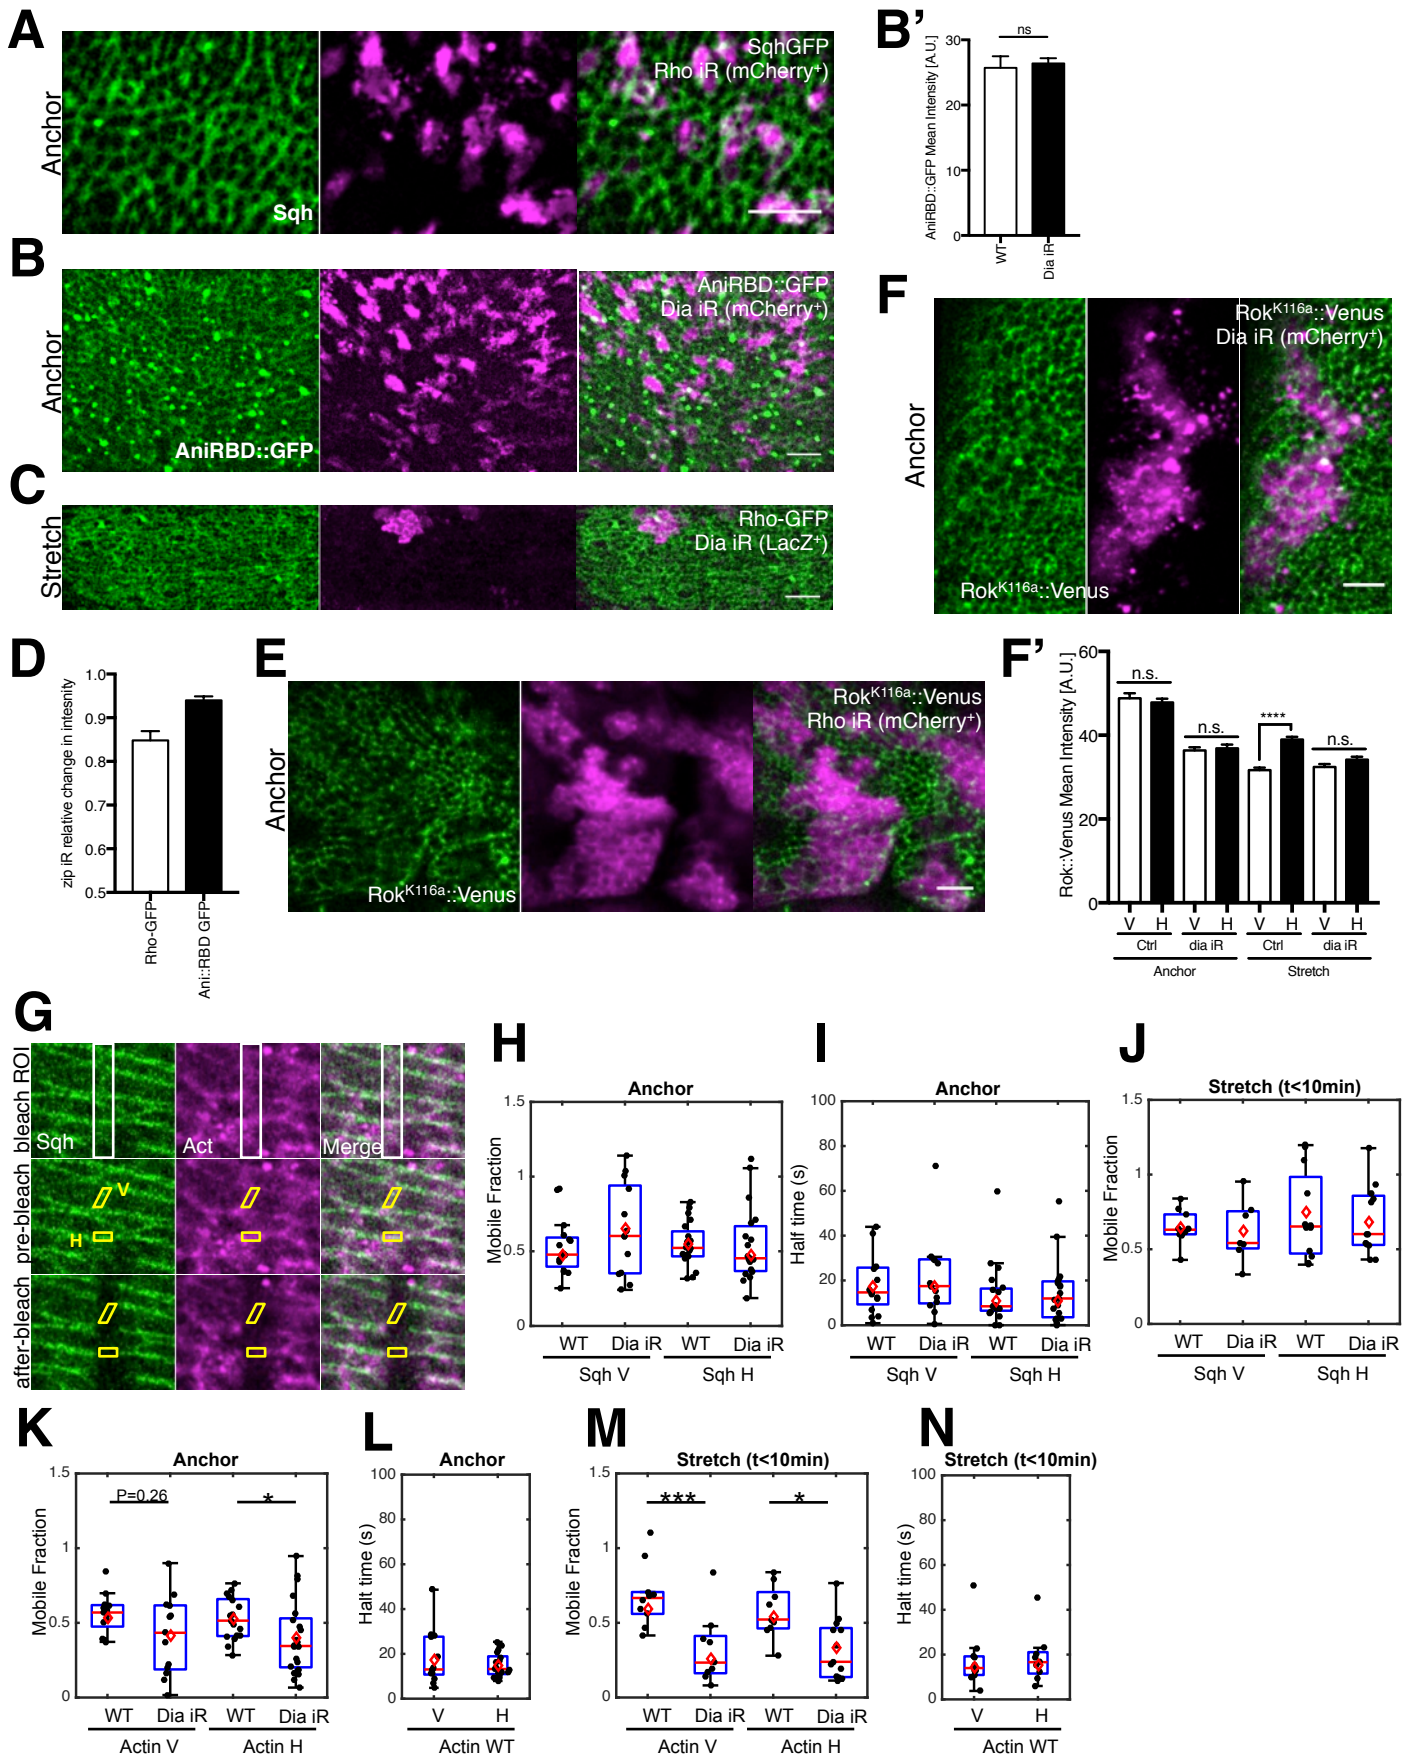 A
Anchor
Sqh
SqhGFP
Rho iR (mCherry⁺)
B’
AniRBD::GFP Mean Intensity [A.U.]
30
20
10
0
ns
WT
Dia iR
B
Anchor
AniRBD::GFP
AniRBD::GFP
Dia iR (mCherry⁺)
C
Stretch
Rho-GFP
Dia iR (LacZ⁺)
F
Anchor
Rokᴷ¹¹⁶ᵃ::Venus
Dia iR (mCherry⁺)
Rokᴷ¹¹⁶ᵃ::Venus
D
zip iR relative change in intesnity
1.0
0.9
0.8
0.7
0.6
0.5
Rho-GFP
Ani::RBD GFP
E
Anchor
Rokᴷ¹¹⁶ᵃ::Venus
Rokᴷ¹¹⁶ᵃ::Venus
Rho iR (mCherry⁺)
F’
Rok::Venus Mean Intensity [A.U.]
60
40
20
0
n.s.
n.s.
****
n.s.
V H V H V H V H
Ctrl dia iR Ctrl dia iR
Anchor Stretch
G
bleach ROI
pre-bleach
after-bleach
Sqh
Act
Merge
V
H
H
Anchor
Mobile Fraction
1.5
1
0.5
0
WT Dia iR WT Dia iR
Sqh V Sqh H
I
Anchor
Half time (s)
100
80
60
40
20
0
WT Dia iR WT Dia iR
Sqh V Sqh H
J
Stretch (t<10min)
Mobile Fraction
1.5
1
0.5
0
WT Dia iR WT Dia iR
Sqh V Sqh H
K
Anchor
Mobile Fraction
1.5
1
0.5
0
P=0.26
*
WT Dia iR WT Dia iR
Actin V Actin H
L
Anchor
Halt time (s)
100
80
60
40
20
0
V H
Actin WT
M
Stretch (t<10min)
Mobile Fraction
1.5
1
0.5
0
***
*
WT Dia iR WT Dia iR
Actin V Actin H
N
Stretch (t<10min)
Halt time (s)
100
80
60
40
20
0
V H
Actin WT